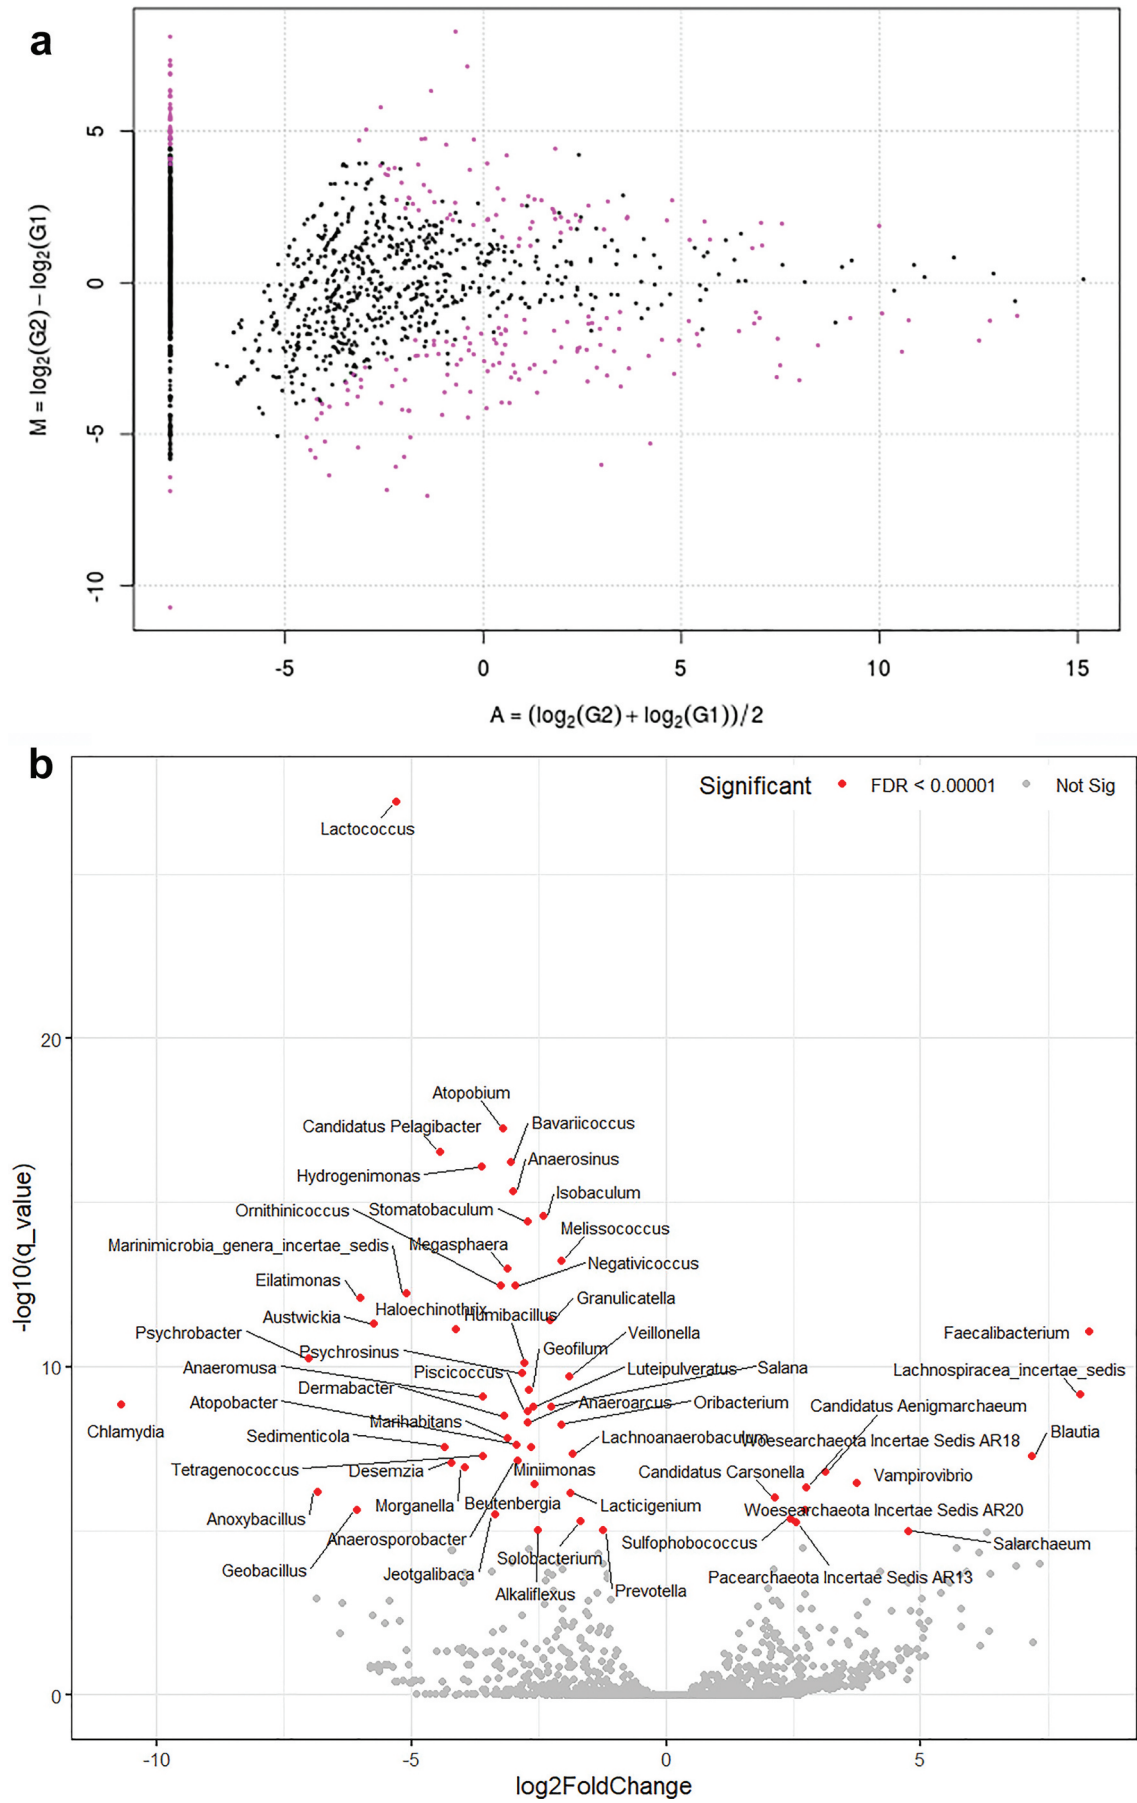 a
5
0
-5
-10
M = log2(G2) − log2(G1)
-5
0
5
10
15
A = (log2(G2) + log2(G1))/2
b
Significant
FDR < 0.00001
Not Sig
Lactococcus
20
Atopobium
Candidatus Pelagibacter
Bavariicoccus
Anaerosinus
Hydrogenimonas
Isobaculum
Ornithinicoccus
Stomatobaculum
Melissococcus
Marinimicrobia_genera_incertae_sedis
Megasphaera
Negativicoccus
Eilatimonas
Granulicatella
Haloechinothrix
Humibacillus
Austwickia
Psychrobacter
Veillonella
Faecalibacterium
Psychrosinus
Geofilum
10
Anaeromusa
Piscicoccus
Luteipulveratus
Salana
Lachnospiracea_incertae_sedis
Dermabacter
Atopobacter
Anaeroarcus
Oribacterium
Candidatus Aenigmarchaeum
Chlamydia
Marihabitans
Sedimenticola
Lachnoanaerobaculum
Woesearchaeota Incertae Sedis AR18
Blautia
Tetragenococcus
Desemzia
Miniimonas
Candidatus Carsonella
Vampirovibrio
Morganella
Beutenbergia
Lacticigenium
Woesearchaeota Incertae Sedis AR20
Anoxybacillus
Anaerosporobacter
Sulfophobococcus
Salarchaeum
Geobacillus
Jeotgalibaca
Solobacterium
Pacearchaeota Incertae Sedis AR13
Alkaliflexus
Prevotella
0
-log10(q_value)
-10
-5
0
5
log2FoldChange